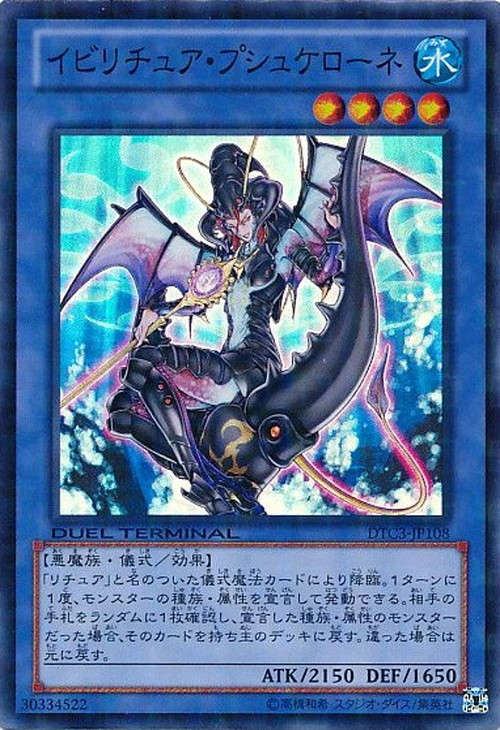 イビリチュア・プシュケローネ
水
DUEL TERMINAL
DTC3-JP108
【悪魔族・儀式／効果】
「リチュア」と名のついた儀式魔法カードにより降臨。1ターンに
1度、モンスターの種族・属性を宣言して発動できる。相手の
手札をランダムに1枚確認し、宣言した種族・属性のモンスター
だった場合、そのカードを持ち主のデッキに戻す。違った場合は
元に戻す。
ATK/2150 DEF/1650
30334522
©高橋和希 スタジオ・ダイス/集英社